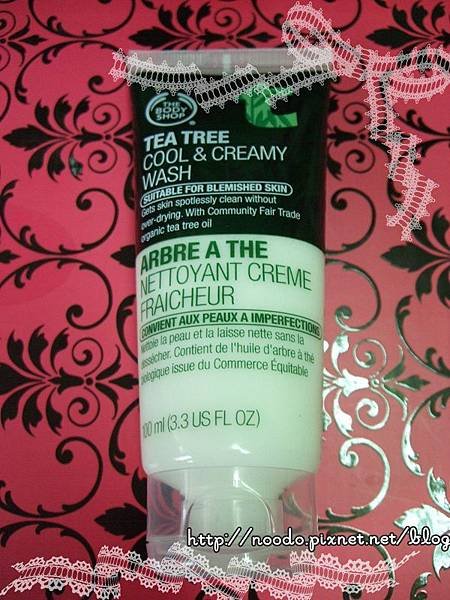 THE
BODY
SHOP
®
TEA TREE
COOL & CREAMY
WASH
SUITABLE FOR BLEMISHED SKIN
Gets skin spotlessly clean without
over-drying. With Community Fair Trade
organic tea tree oil
ARBRE A THE
NETTOYANT CREME
FRAICHEUR
CONVIENT AUX PEAUX A IMPERFECTIONS
Nettoie la peau et la laisse nette sans la
dessécher. Contient de l'huile d'arbre à thé
biologique issue du Commerce Équitable
100 ml (3.3 US FL OZ)
http://noodo.pixnet.net/blog